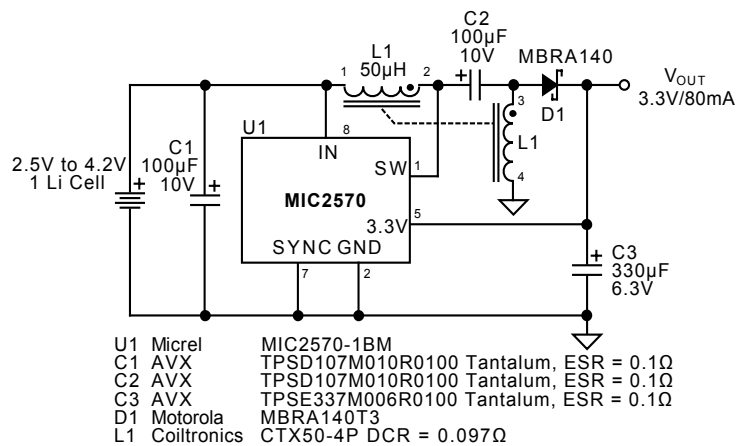 C2
100µF
10V
L1
50µH
MBRA140
1
2
+
3
D1
VOUT
3.3V/80mA
U1
8
IN
L1
C1
100µF
10V
+
2.5V to 4.2V
1 Li Cell
+
SW
1
4
MIC2570
3.3V
5
SYNC GND
7
2
+
C3
330µF
6.3V
U1 Micrel MIC2570-1BM
C1 AVX TPSD107M010R0100 Tantalum, ESR = 0.1Ω
C2 AVX TPSD107M010R0100 Tantalum, ESR = 0.1Ω
C3 AVX TPSE337M006R0100 Tantalum, ESR = 0.1Ω
D1 Motorola MBRA140T3
L1 Coiltronics CTX50-4P DCR = 0.097Ω